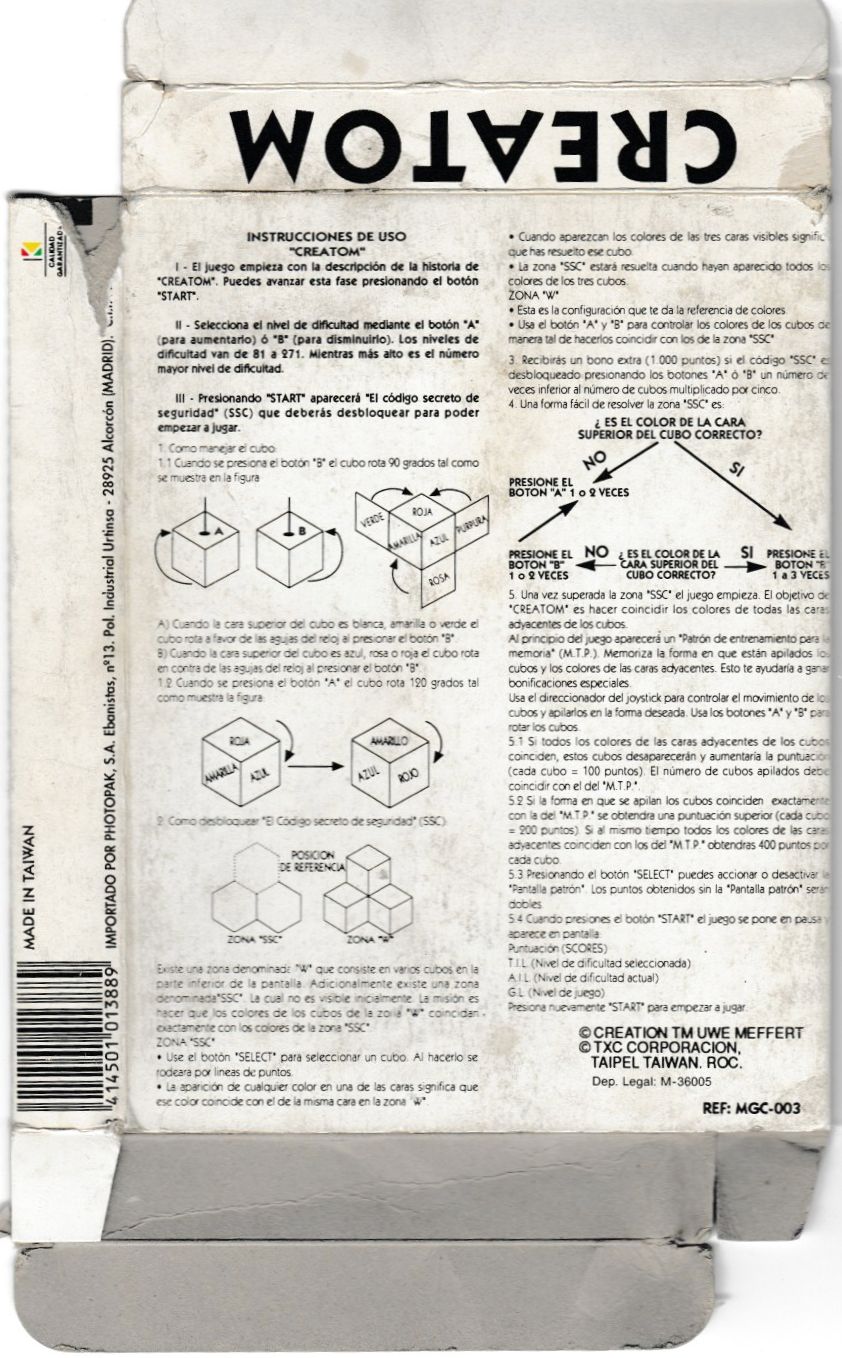 CREATOM
CALIDAD
GARANTIZADA
MADE IN TAIWAN
IMPORTADO POR PHOTOPAK, S.A. Ebanistas, nº13. Pol. Industrial Urtinsa - 28925 Alcorcón (MADRID).
8 414501 013889
INSTRUCCIONES DE USO
"CREATOM"
I - El juego empieza con la descripción de la historia de
"CREATOM". Puedes avanzar esta fase presionando el botón
"START".
II - Selecciona el nivel de dificultad mediante el botón "A"
(para aumentarlo) ó "B" (para disminuirlo). Los niveles de
dificultad van de 81 a 271. Mientras más alto es el número
mayor nivel de dificultad.
III - Presionando "START" aparecerá "El código secreto de
seguridad" (SSC) que deberás desbloquear para poder
empezar a jugar.
1. Como manejar el cubo
1.1 Cuando se presiona el botón "B" el cubo rota 90 grados tal como
se muestra en la figura
A
B
VERDE
ROJA
PURPURA
AMARILLA
AZUL
ROSA
A) Cuando la cara superior del cubo es blanca, amarilla o verde el
cubo rota a favor de las agujas del reloj al presionar el botón "B".
B) Cuando la cara superior del cubo es azul, rosa o roja el cubo rota
en contra de las agujas del reloj al presionar el botón "B".
1.2 Cuando se presiona el botón "A" el cubo rota 120 grados tal
como muestra la figura
ROJA
AMARILLA
AZUL
AMARILLO
AZUL
ROJO
2. Como desbloquear "El Código secreto de seguridad" (SSC)
POSICION
DE REFERENCIA
ZONA "SSC"
ZONA "W"
Existe una zona denominada "W" que consiste en varios cubos en la
parte inferior de la pantalla. Adicionalmente existe una zona
denominada"SSC". La cual no es visible inicialmente. La misión es
hacer que los colores de los cubos de la zona "W" coincidan
exactamente con los colores de la zona "SSC"
ZONA "SSC"
• Use el botón "SELECT" para seleccionar un cubo. Al hacerlo se
rodeara por lineas de puntos.
• La aparición de cualquier color en una de las caras significa que
ese color coincide con el de la misma cara en la zona "W".
• Cuando aparezcan los colores de las tres caras visibles signific
que has resuelto ese cubo.
• La zona "SSC" estará resuelta cuando hayan aparecido todos los
colores de los tres cubos.
ZONA "W"
• Esta es la configuración que te da la referencia de colores.
• Usa el botón "A" y "B" para controlar los colores de los cubos de
manera tal de hacerlos coincidir con los de la zona "SSC"
3. Recibirás un bono extra (1.000 puntos) si el código "SSC" es
desbloqueado presionando los botones "A" ó "B" un número de
veces inferior al número de cubos multiplicado por cinco.
4. Una forma fácil de resolver la zona "SSC" es:
¿ ES EL COLOR DE LA CARA
SUPERIOR DEL CUBO CORRECTO?
NO
SI
PRESIONE EL
BOTON "A" 1 o 2 VECES
PRESIONE EL
BOTON "B"
1 o 2 VECES
NO
¿ ES EL COLOR DE LA
CARA SUPERIOR DEL
CUBO CORRECTO?
SI
PRESIONE EL
BOTON "B"
1 a 3 VECES
5. Una vez superada la zona "SSC" el juego empieza. El objetivo de
"CREATOM" es hacer coincidir los colores de todas las caras
adyacentes de los cubos.
Al principio del juego aparecerá un "Patrón de entrenamiento para la
memoria" (M.T.P.). Memoriza la forma en que están apilados los
cubos y los colores de las caras adyacentes. Esto te ayudaría a ganar
bonificaciones especiales.
Usa el direccionador del joystick para controlar el movimiento de los
cubos y apilarlos en la forma deseada. Usa los botones "A" y "B" para
rotar los cubos.
5.1 Si todos los colores de las caras adyacentes de los cubos
coinciden, estos cubos desaparecerán y aumentaría la puntuación
(cada cubo = 100 puntos). El número de cubos apilados debe
coincidir con el del "M.T.P.".
5.2 Si la forma en que se apilan los cubos coinciden exactamente
con la del "M.T.P." se obtendra una puntuación superior (cada cubo
= 200 puntos). Si al mismo tiempo todos los colores de las caras
adyacentes coinciden con los del "M.T.P." obtendras 400 puntos por
cada cubo.
5.3 Presionando el botón "SELECT" puedes accionar o desactivar la
"Pantalla patrón". Los puntos obtenidos sin la "Pantalla patrón" serán
dobles.
5.4 Cuando presiones el botón "START" el juego se pone en pausa y
aparece en pantalla:
Puntuación (SCORES)
T.I.L. (Nivel de dificultad seleccionada)
A.I.L. (Nivel de dificultad actual)
G.L. (Nivel de juego)
Presiona nuevamente "START" para empezar a jugar.
© CREATION TM UWE MEFFERT
© TXC CORPORACION,
TAIPEL TAIWAN. ROC.
Dep. Legal: M-36005
REF: MGC-003